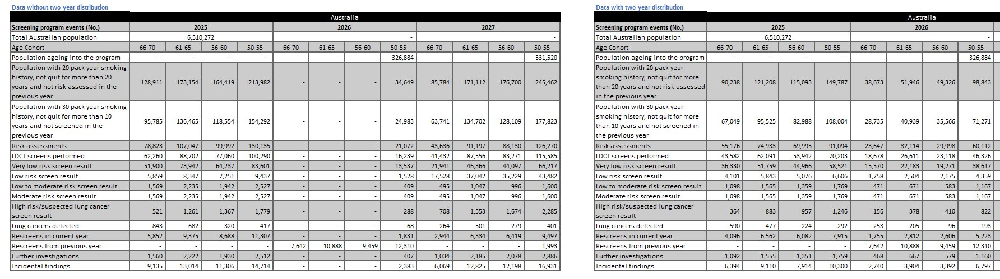 Data without two-year distribution
Australia
Screening program events (No.) 2025 2026 2027
Total Australian population 6,510,272 - -
Age Cohort 66-70 61-65 56-60 50-55 66-70 61-65 56-60 50-55 66-70 61-65 56-60 50-55
Population ageing into the program - - - - - - - 326,884 - - - 331,520
Population with 20 pack year smoking
history, not quit for more than 20
years and not risk assessed in the
previous year
128,911 173,154 164,419 213,982 - - - 34,649 85,784 171,112 176,700 245,462
Population with 30 pack year smoking
history, not quit for more than 10
years and not screened in the
previous year
95,785 136,465 118,554 154,292 - - - 24,983 63,741 134,702 128,109 177,823
Risk assessments 78,823 107,047 99,992 130,135 - - - 21,072 43,636 91,197 88,130 126,270
LDCT screens performed 62,260 88,702 77,060 100,290 - - - 16,239 41,432 87,556 83,271 115,585
Very low risk screen result 51,900 73,942 64,237 83,601 - - - 13,537 21,941 46,366 44,097 66,217
Low risk screen result 5,859 8,347 7,251 9,437 - - - 1,528 17,528 37,042 35,229 43,482
Low to moderate risk screen result 1,569 2,235 1,942 2,527 - - - 409 495 1,047 996 1,600
Moderate risk screen result 1,569 2,235 1,942 2,527 - - - 409 495 1,047 996 1,600
High risk/suspected lung cancer
screen result
521 1,261 1,367 1,779 - - - 288 708 1,553 1,674 2,285
Lung cancers detected 843 682 320 417 - - - 68 264 501 279 401
Rescreens in current year 5,852 9,375 8,688 11,307 - - - 1,831 2,944 6,334 6,419 9,497
Rescreens from previous year - - - - 7,642 10,888 9,459 12,310 - - - 1,993
Further investigations 1,560 2,222 1,930 2,512 - - - 407 1,034 2,185 2,078 2,886
Incidental findings 9,135 13,014 11,306 14,714 - - - 2,383 6,069 12,825 12,198 16,931
Data with two-year distribution
Australia
Screening program events (No.) 2025 2026
Total Australian population 6,510,272 -
Age Cohort 66-70 61-65 56-60 50-55 66-70 61-65 56-60 50-55
Population ageing into the program - - - - - - - 326,884
Population with 20 pack year
smoking history, not quit for more
than 20 years and not risk assessed
in the previous year
90,238 121,208 115,093 149,787 38,673 51,946 49,326 98,843
Population with 30 pack year
smoking history, not quit for more
than 10 years and not screened in
the previous year
67,049 95,525 82,988 108,004 28,735 40,939 35,566 71,271
Risk assessments 55,176 74,933 69,995 91,094 23,647 32,114 29,998 60,112
LDCT screens performed 43,582 62,091 53,942 70,203 18,678 26,611 23,118 46,326
Very low risk screen result 36,330 51,759 44,966 58,521 15,570 22,183 19,271 38,617
Low risk screen result 4,101 5,843 5,076 6,606 1,758 2,504 2,175 4,359
Low to moderate risk screen result 1,098 1,565 1,359 1,769 471 671 583 1,167
Moderate risk screen result 1,098 1,565 1,359 1,769 471 671 583 1,167
High risk/suspected lung cancer
screen result
364 883 957 1,246 156 378 410 822
Lung cancers detected 590 477 224 292 253 205 96 193
Rescreens in current year 4,096 6,562 6,082 7,915 1,755 2,812 2,606 5,223
Rescreens from previous year - - - - 7,642 10,888 9,459 12,310
Further investigations 1,092 1,555 1,351 1,759 468 667 579 1,160
Incidental findings 6,394 9,110 7,914 10,300 2,740 3,904 3,392 6,797